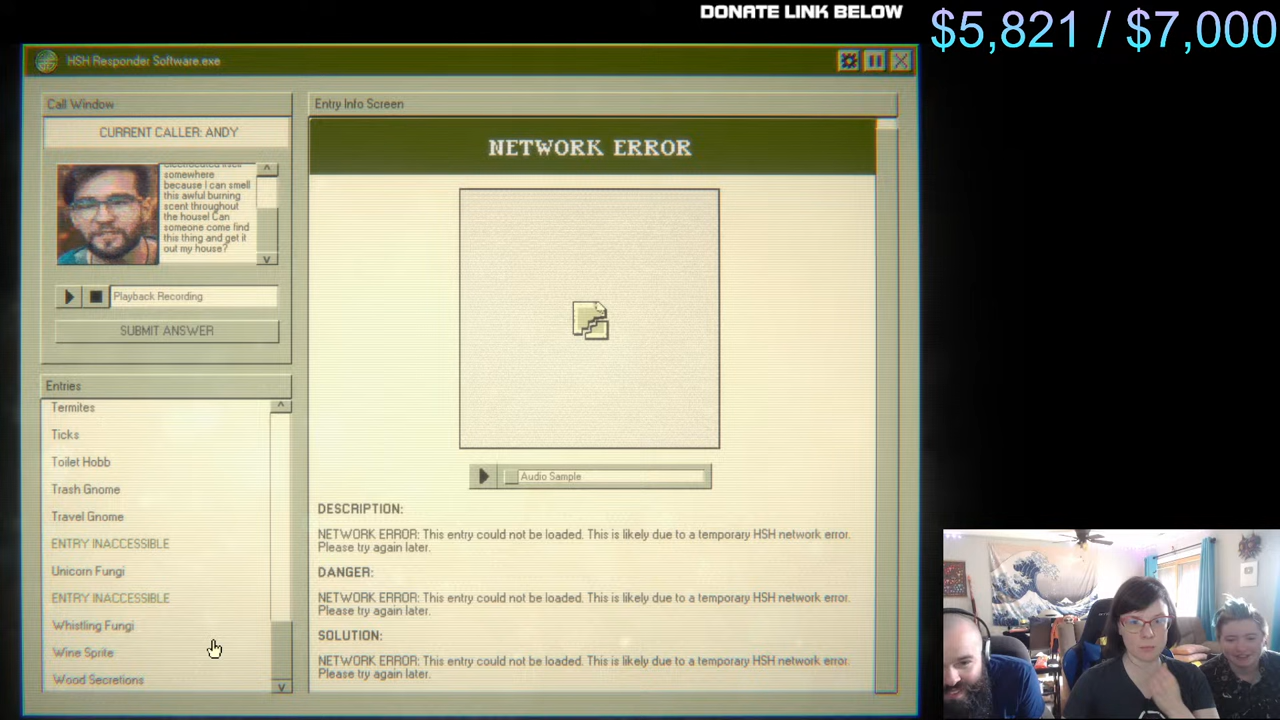 DONATE LINK BELOW
$5,821 / $7,000
HSH Responder Software.exe
Call Window
CURRENT CALLER: ANDY
somewhere
because I can smell
this awful burning
scent throughout
the house! Can
someone come find
this thing and get it
out my house?
Playback Recording
SUBMIT ANSWER
Entries
Termites
Ticks
Toilet Hobb
Trash Gnome
Travel Gnome
ENTRY INACCESSIBLE
Unicorn Fungi
ENTRY INACCESSIBLE
Whistling Fungi
Wine Sprite
Wood Secretions
Entry Info Screen
NETWORK ERROR
Audio Sample
DESCRIPTION:
NETWORK ERROR: This entry could not be loaded. This is likely due to a temporary HSH network error.
Please try again later.
DANGER:
NETWORK ERROR: This entry could not be loaded. This is likely due to a temporary HSH network error.
Please try again later.
SOLUTION:
NETWORK ERROR: This entry could not be loaded. This is likely due to a temporary HSH network error.
Please try again later.